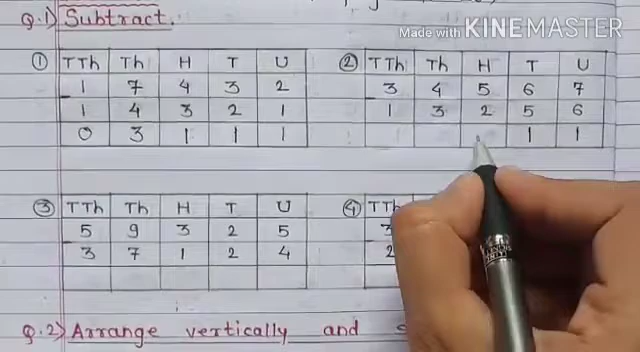 Q.1) Subtract.
Made with KINEMASTER
① TTh Th H T U
1 7 4 3 2
- 1 4 3 2 1
0 3 1 1 1
② TTh Th H T U
3 4 5 6 7
- 1 3 2 5 6
1 1
③ TTh Th H T U
5 9 3 2 5
- 3 7 1 2 4
④ TTh
3
2
Q.2) Arrange vertically and